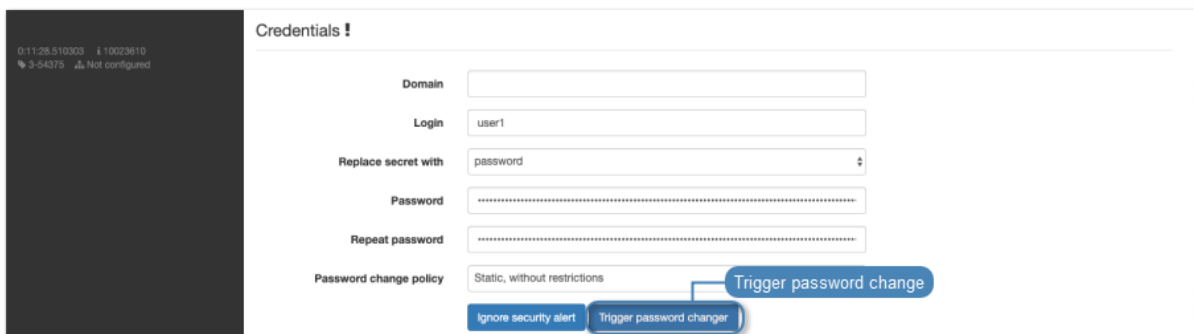 Credentials !
0:11:28.510303 i 10023610
3-54375 Not configured
Domain
Login user1
Replace secret with password
Password ••••••••••••••••••••••••••••••••••••••••
Repeat password ••••••••••••••••••••••••••••••••••••••••
Password change policy Static, without restrictions
Trigger password change
Ignore security alert Trigger password changer